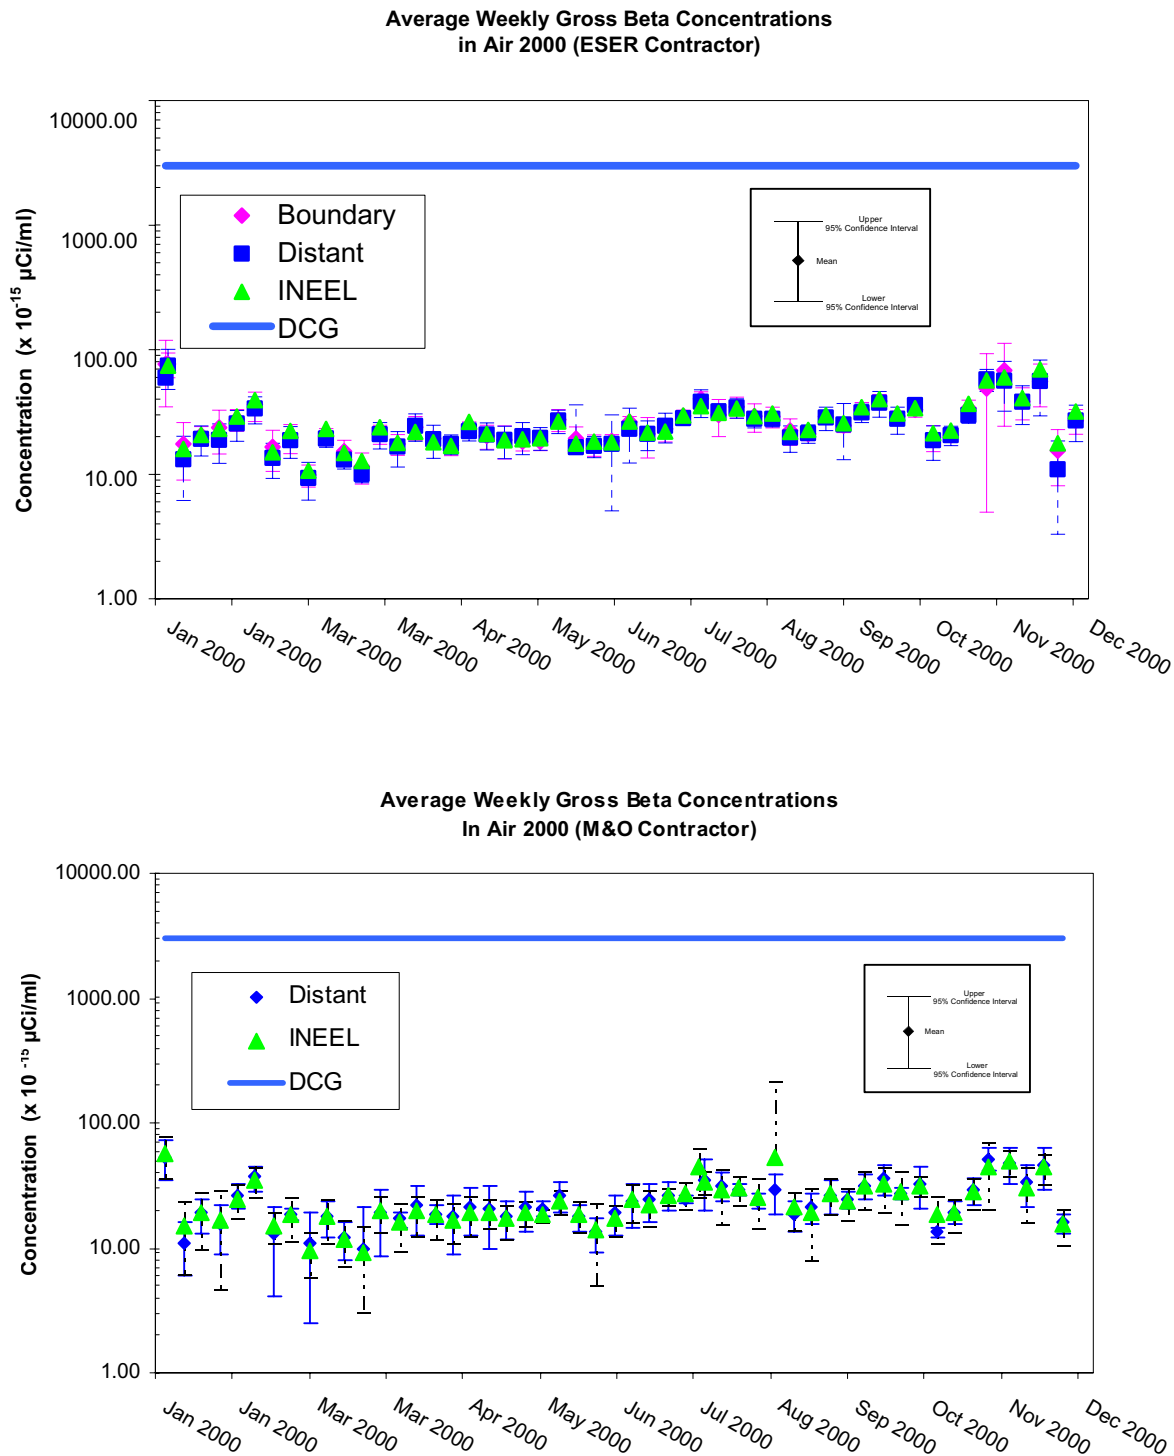 Average Weekly Gross Beta Concentrations
in Air 2000 (ESER Contractor)
Concentration (x 10⁻¹⁵ µCi/ml)
10000.00
1000.00
100.00
10.00
1.00
Boundary
Distant
INEEL
DCG
Upper
95% Confidence Interval
Mean
Lower
95% Confidence Interval
Jan 2000
Jan 2000
Mar 2000
Mar 2000
Apr 2000
May 2000
Jun 2000
Jul 2000
Aug 2000
Sep 2000
Oct 2000
Nov 2000
Dec 2000
Average Weekly Gross Beta Concentrations
In Air 2000 (M&O Contractor)
Concentration (x 10 ⁻¹⁵ µCi/ml)
10000.00
1000.00
100.00
10.00
1.00
Distant
INEEL
DCG
Upper
95% Confidence Interval
Mean
Lower
95% Confidence Interval
Jan 2000
Jan 2000
Mar 2000
Mar 2000
Apr 2000
May 2000
Jun 2000
Jul 2000
Aug 2000
Sep 2000
Oct 2000
Nov 2000
Dec 2000